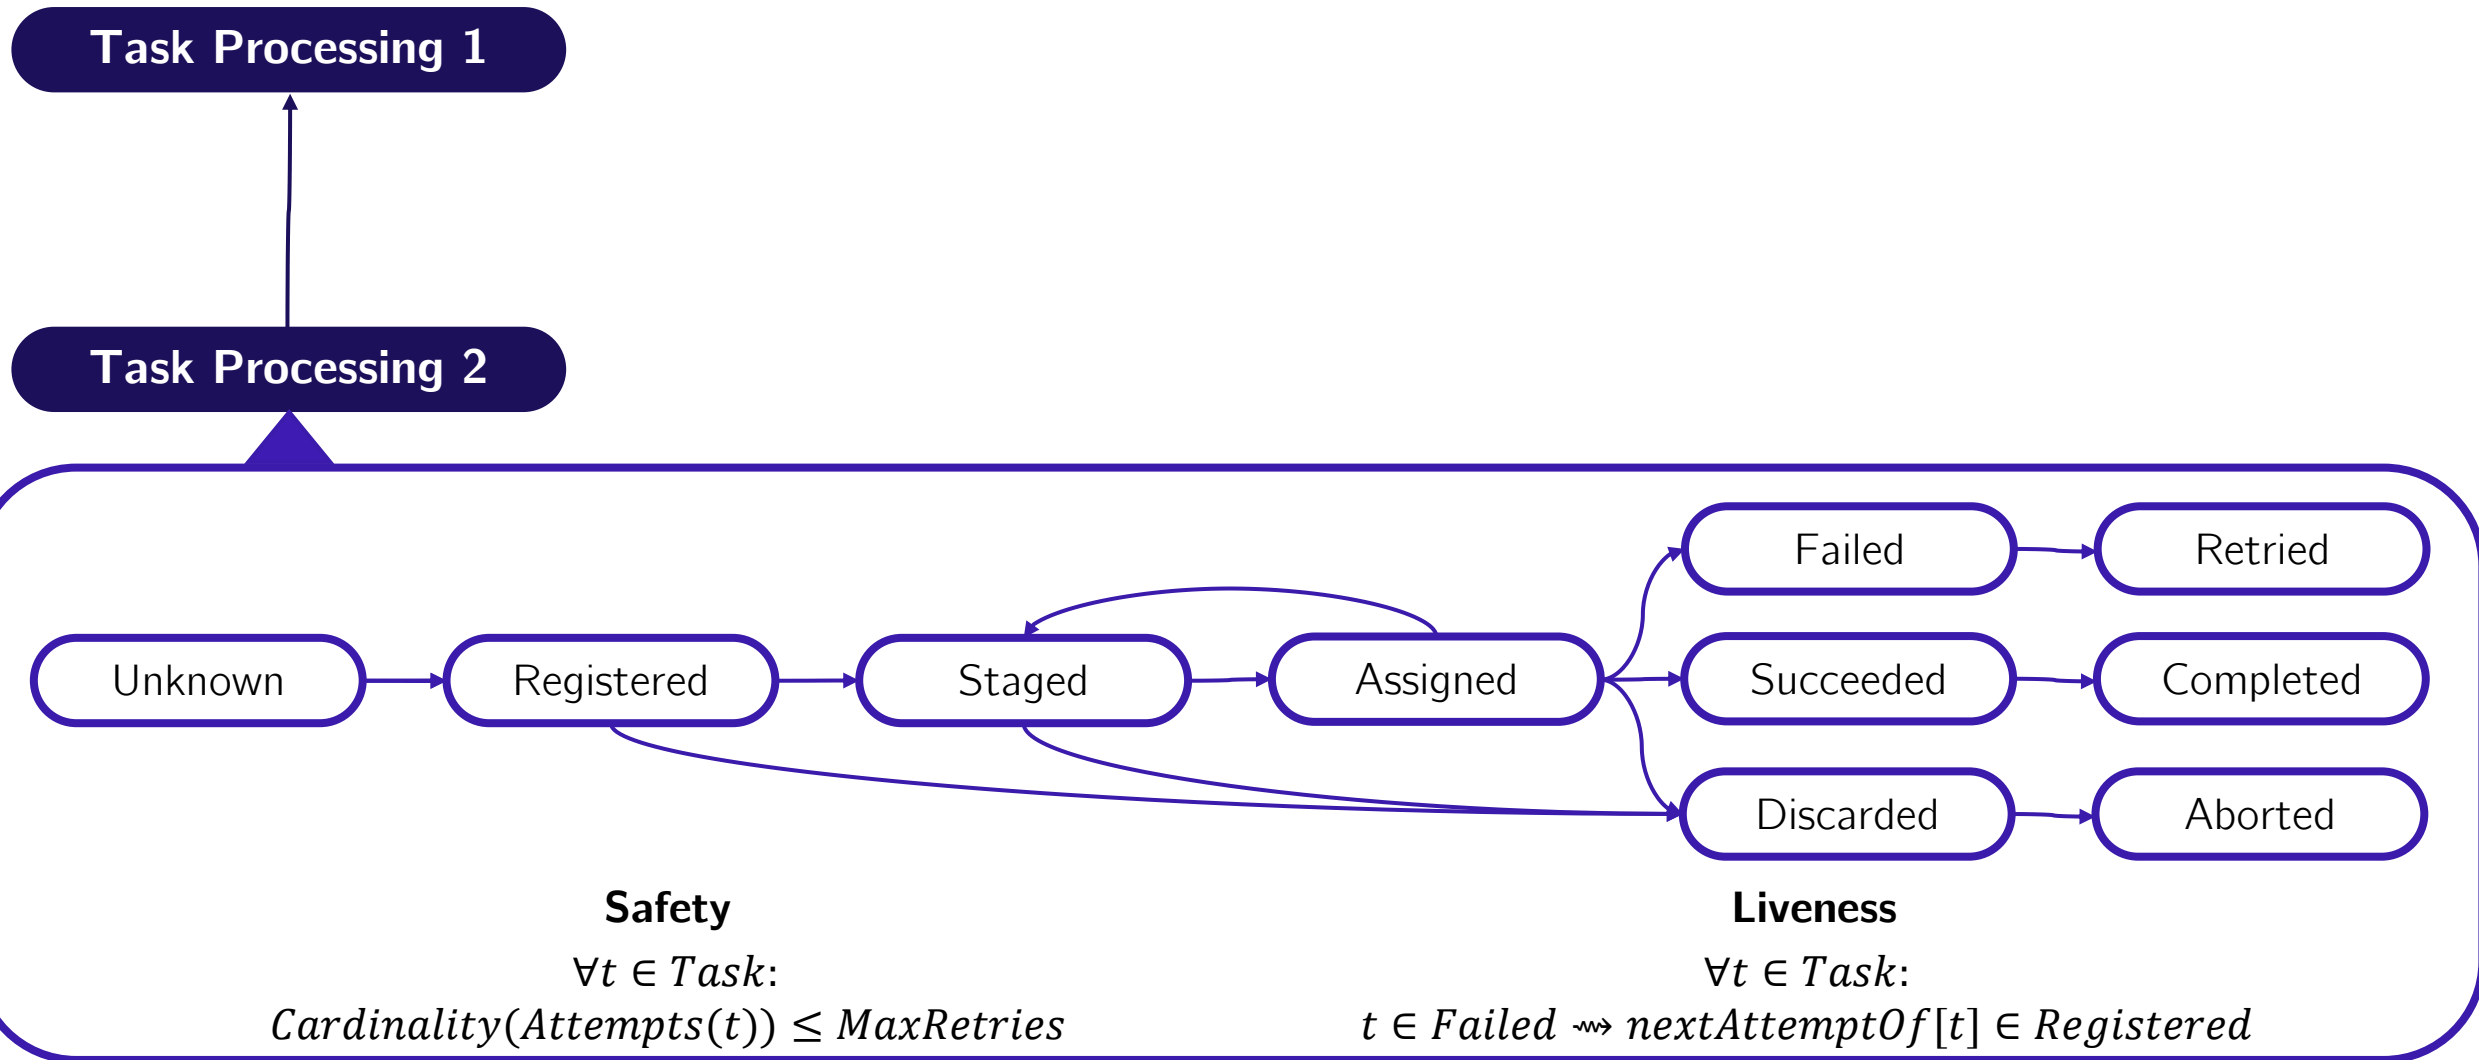 Task Processing 1
Task Processing 2
Failed
Retried
Unknown
Registered
Staged
Assigned
Succeeded
Completed
Discarded
Aborted
Safety
∀t ∈ Task:
Cardinality(Attempts(t)) ≤ MaxRetries
Liveness
∀t ∈ Task:
t ∈ Failed ⇝ nextAttemptOf[t] ∈ Registered